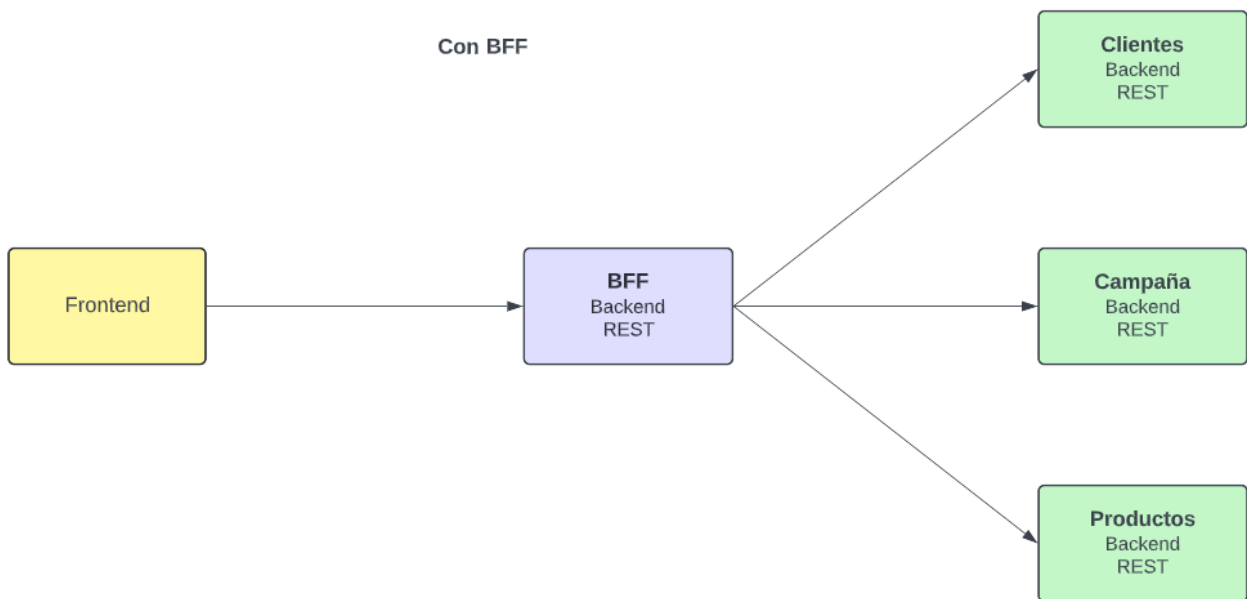 Con BFF
Clientes
Backend
REST
Frontend
BFF
Backend
REST
Campaña
Backend
REST
Productos
Backend
REST